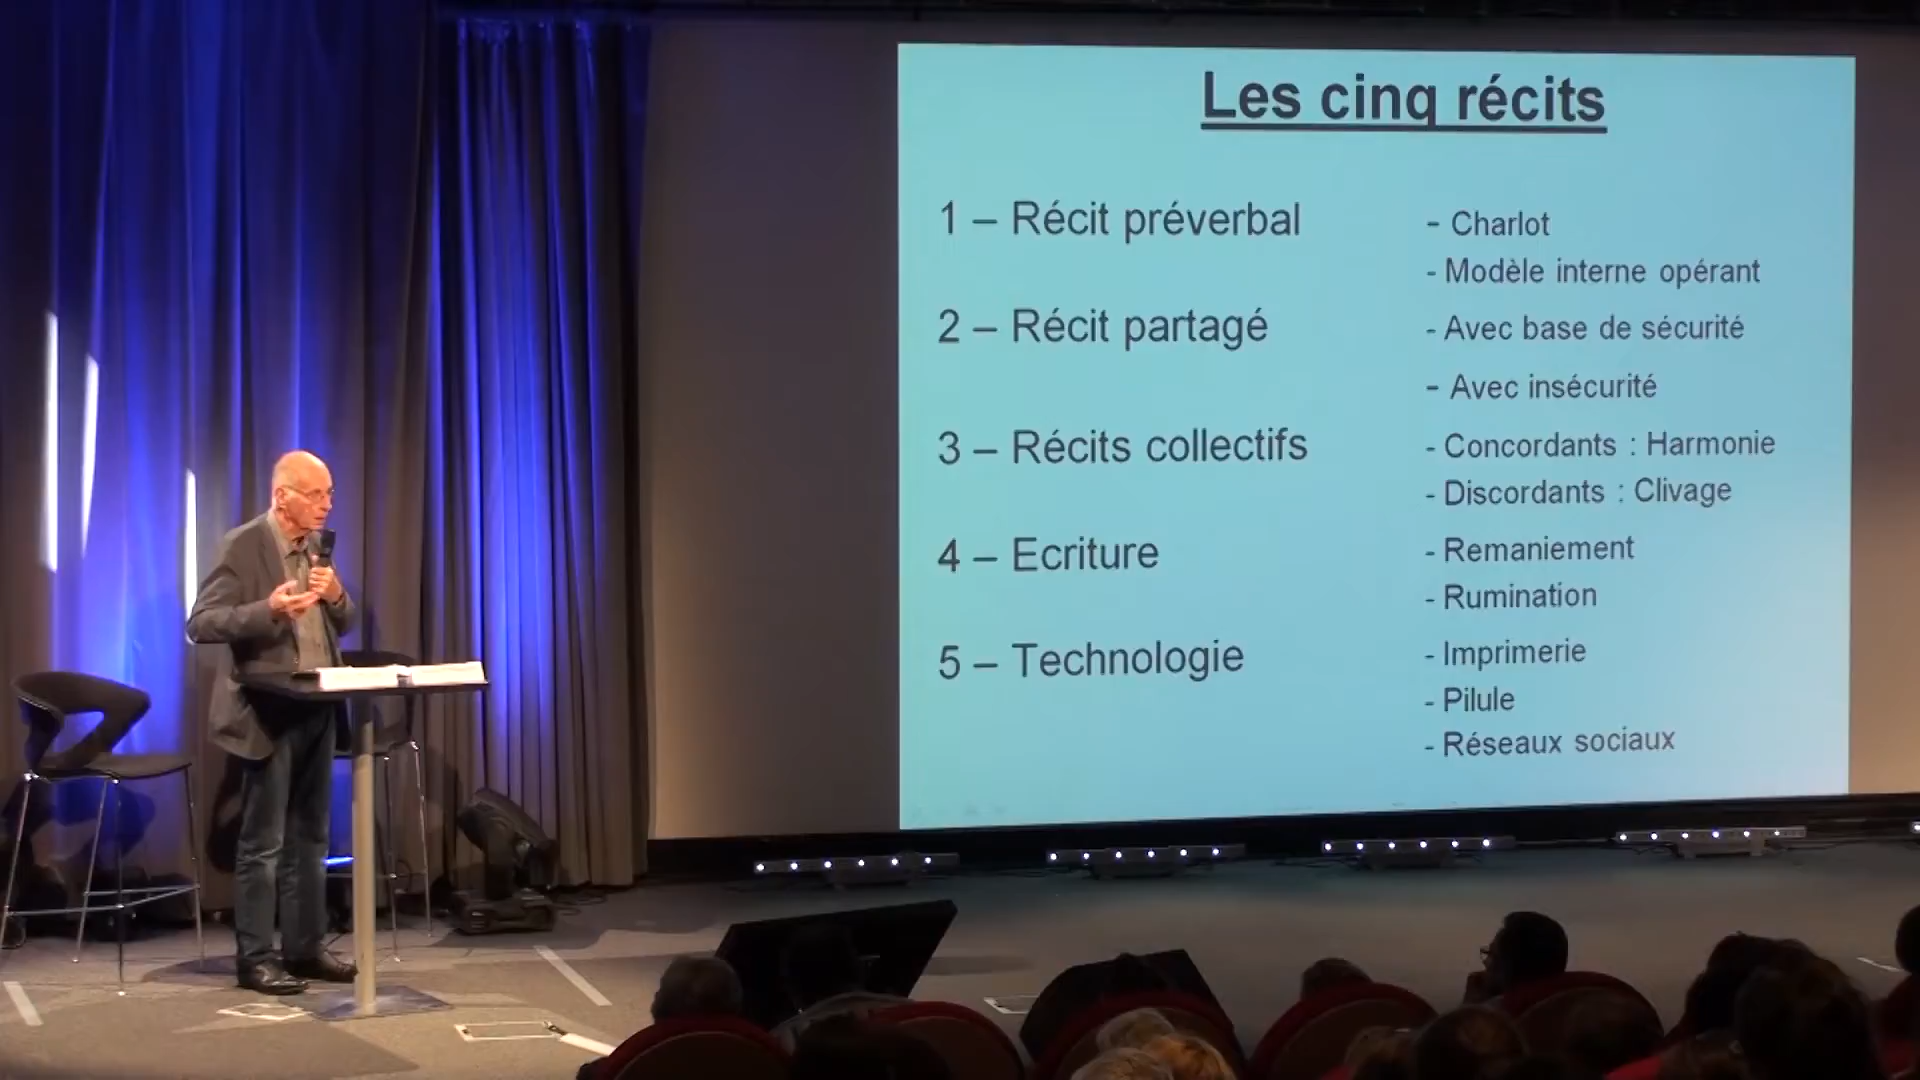 Les cinq récits
1 – Récit préverbal
- Charlot
- Modèle interne opérant
2 – Récit partagé
- Avec base de sécurité
- Avec insécurité
3 – Récits collectifs
- Concordants : Harmonie
- Discordants : Clivage
4 – Ecriture
- Remaniement
- Rumination
5 – Technologie
- Imprimerie
- Pilule
- Réseaux sociaux